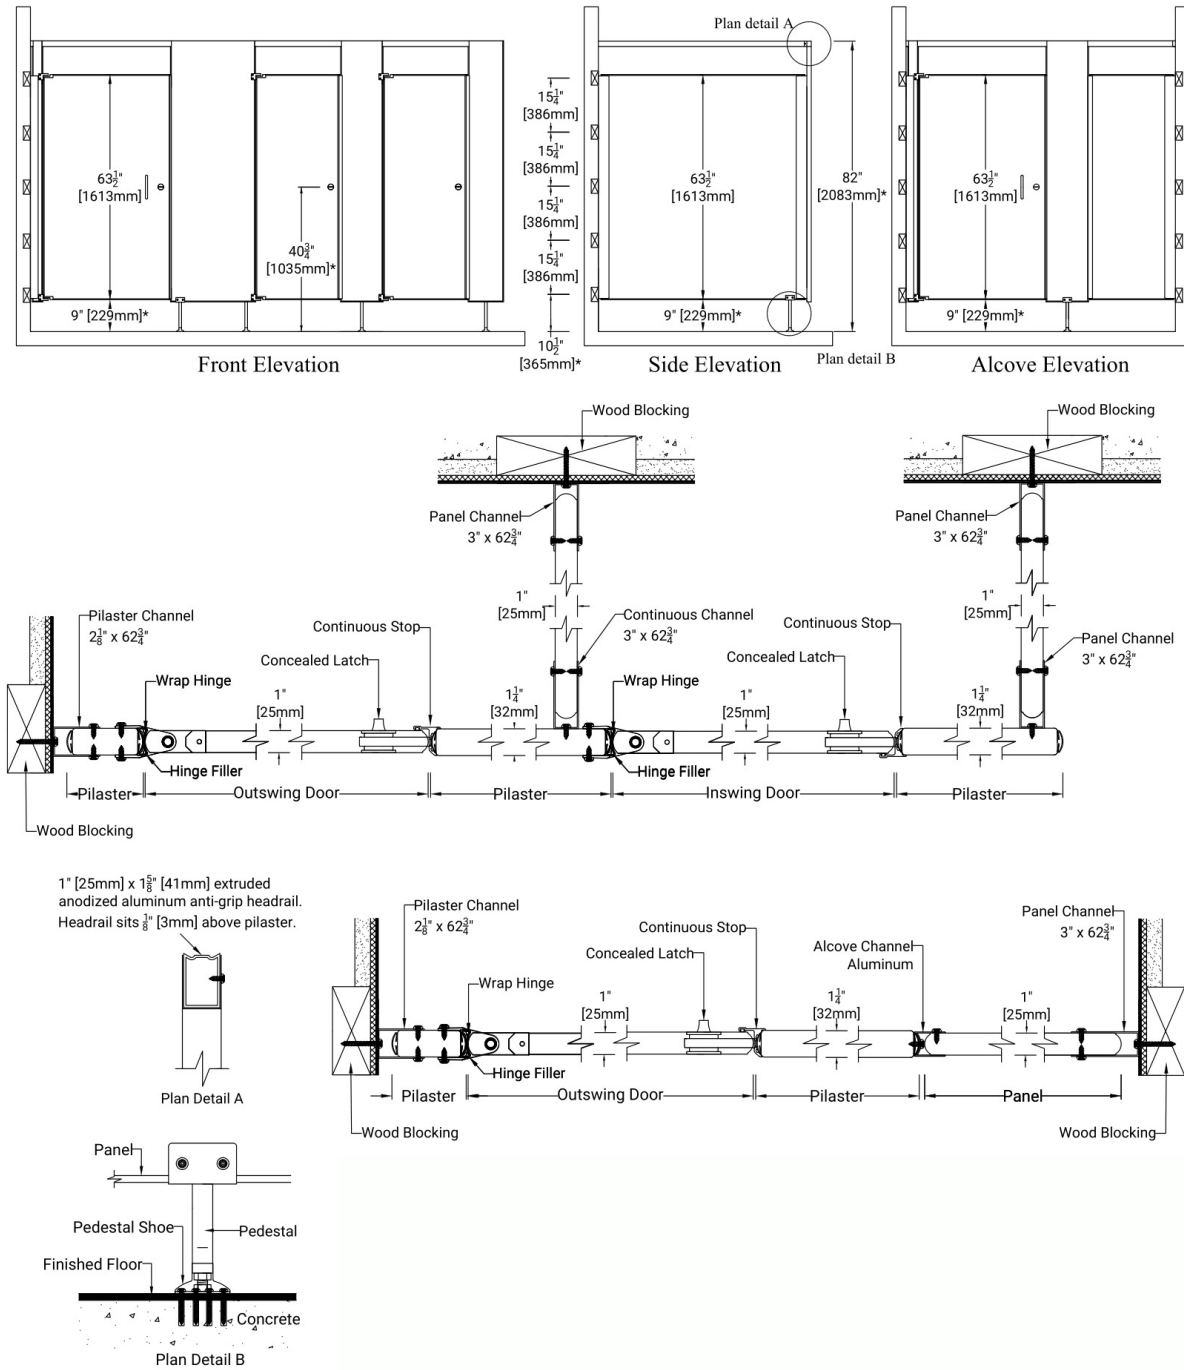 Plan detail A
63½"
[1613mm]
40¾"
[1035mm]*
9" [229mm]*
15¼"
[386mm]
15¼"
[386mm]
15¼"
[386mm]
15¼"
[386mm]
10½"
[365mm]*
63½"
[1613mm]
9" [229mm]*
82"
[2083mm]*
63½"
[1613mm]
9" [229mm]*
Front Elevation
Side Elevation
Plan detail B
Alcove Elevation
Wood Blocking
Panel Channel
3" x 62¾"
1"
[25mm]
Wood Blocking
Panel Channel
3" x 62¾"
1"
[25mm]
Pilaster Channel
2⅛" x 62¾"
Continuous Stop
Concealed Latch
Continuous Channel
3" x 62¾"
Continuous Stop
Concealed Latch
Panel Channel
3" x 62¾"
Wrap Hinge
1"
[25mm]
1¼"
[32mm]
Wrap Hinge
1"
[25mm]
1¼"
[32mm]
Hinge Filler
Hinge Filler
Pilaster
Outswing Door
Pilaster
Inswing Door
Pilaster
Wood Blocking
1" [25mm] x 1⅝" [41mm] extruded
anodized aluminum anti-grip headrail.
Headrail sits ⅛" [3mm] above pilaster.
Plan Detail A
Pilaster Channel
2⅛" x 62¾"
Continuous Stop
Concealed Latch
Alcove Channel
Aluminum
Panel Channel
3" x 62¾"
Wrap Hinge
1"
[25mm]
1¼"
[32mm]
1"
[25mm]
Hinge Filler
Pilaster
Outswing Door
Pilaster
Panel
Wood Blocking
Wood Blocking
Panel
Pedestal Shoe
Pedestal
Finished Floor
Concrete
Plan Detail B